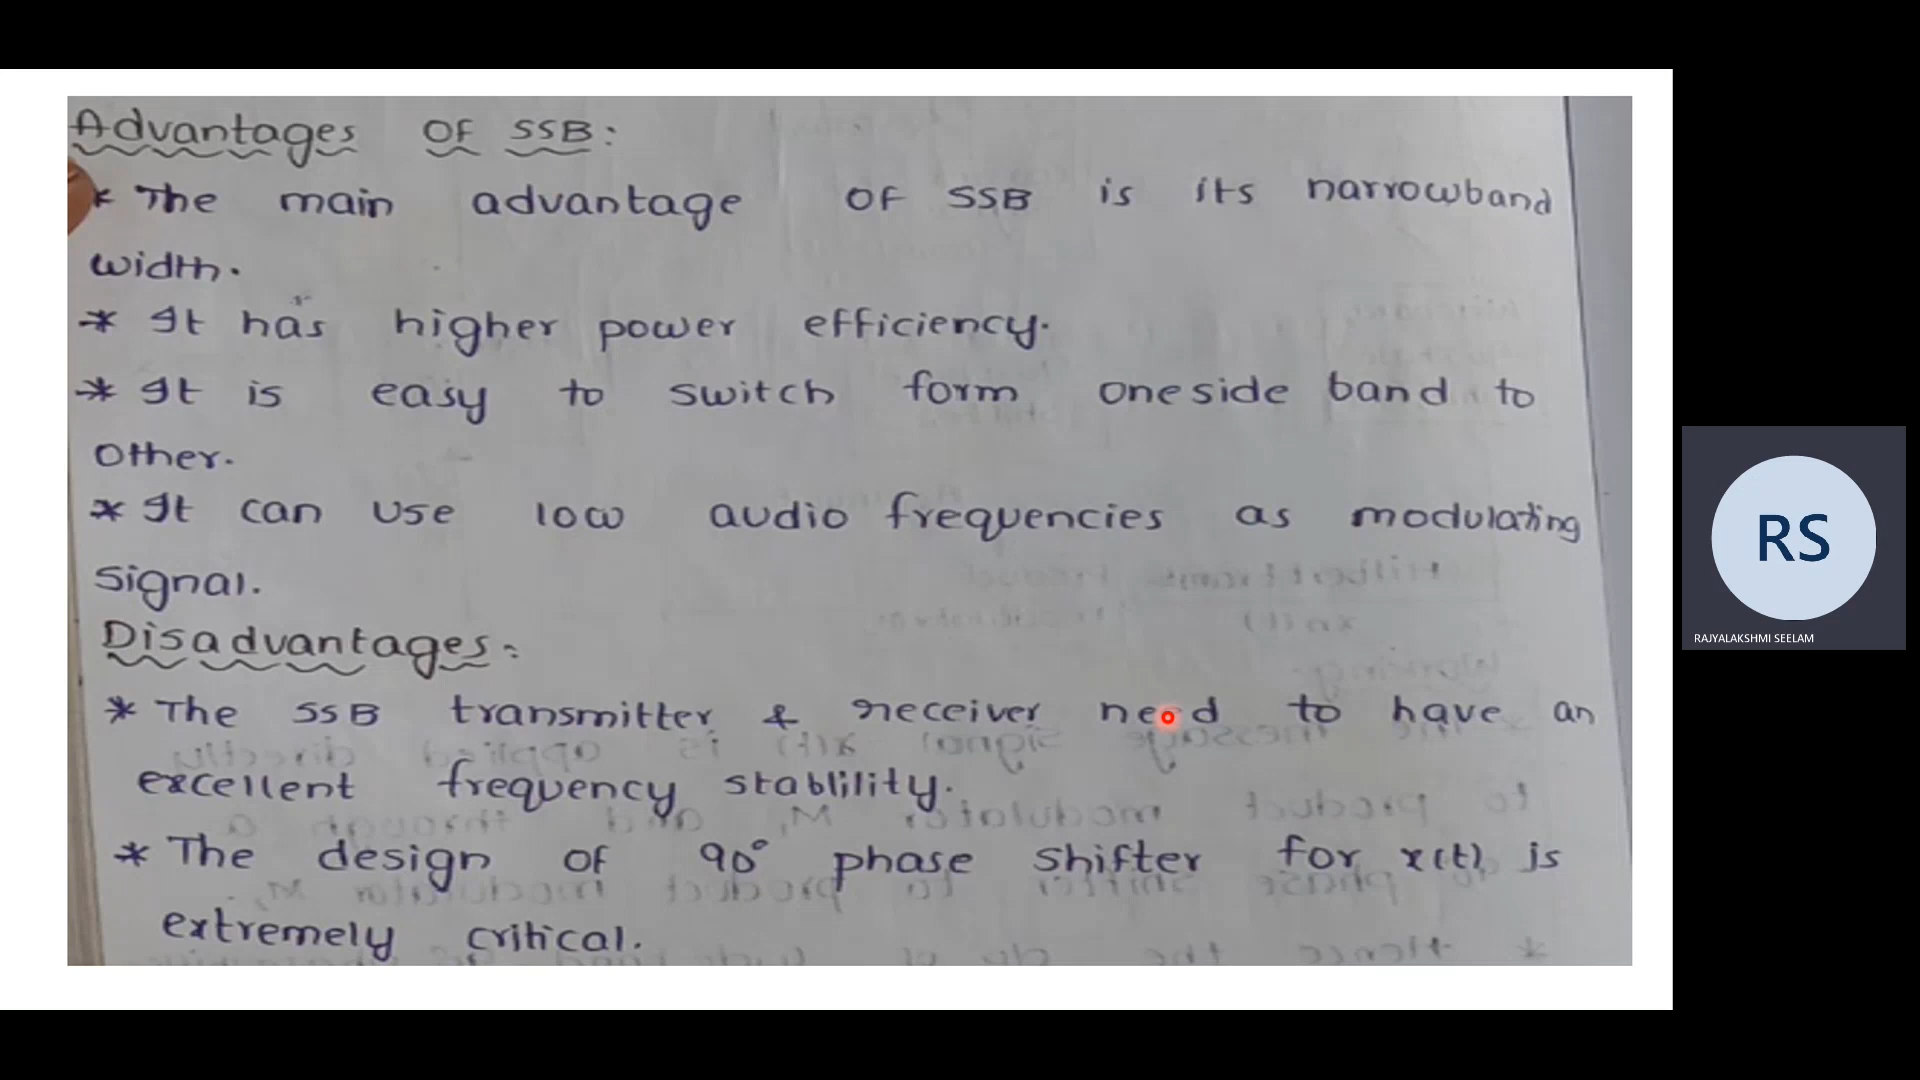 Advantages OF SSB:
* The main advantage OF SSB is its narrowband
width.
* It has higher power efficiency.
* It is easy to switch form oneside band to
other.
* It can use low audio frequencies as modulating
signal.
Disadvantages:
* The SSB transmitter & receiver need to have an
excellent frequency stablility.
* The design of 90° phase shifter for x(t) is
extremely critical.
RS
RAJYALAKSHMI SEELAM